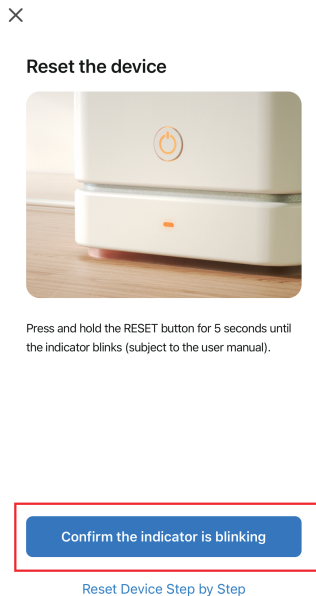 Reset the device
Press and hold the RESET button for 5 seconds until
the indicator blinks (subject to the user manual).
Confirm the indicator is blinking
Reset Device Step by Step